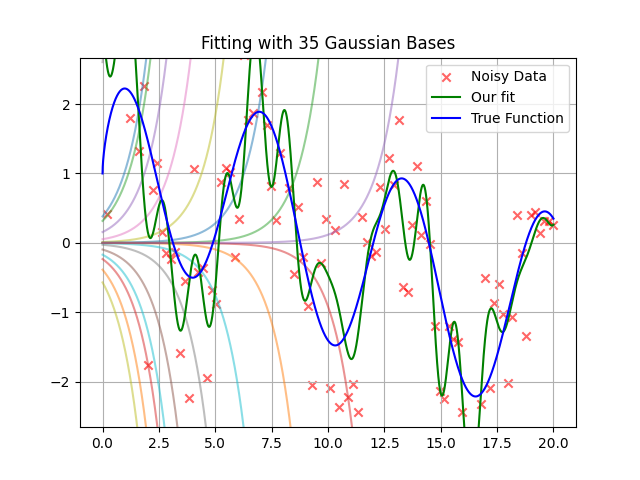 Fitting with 35 Gaussian Bases
Noisy Data
Our fit
True Function
2
1
0
−1
−2
0.0 2.5 5.0 7.5 10.0 12.5 15.0 17.5 20.0